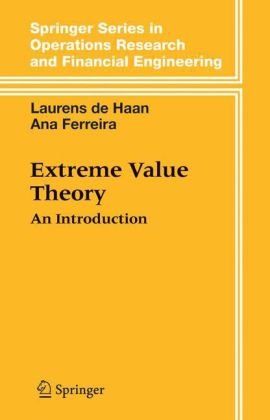 Springer Series in
Operations Research
and Financial Engineering
Laurens de Haan
Ana Ferreira
Extreme Value
Theory
An Introduction
Springer